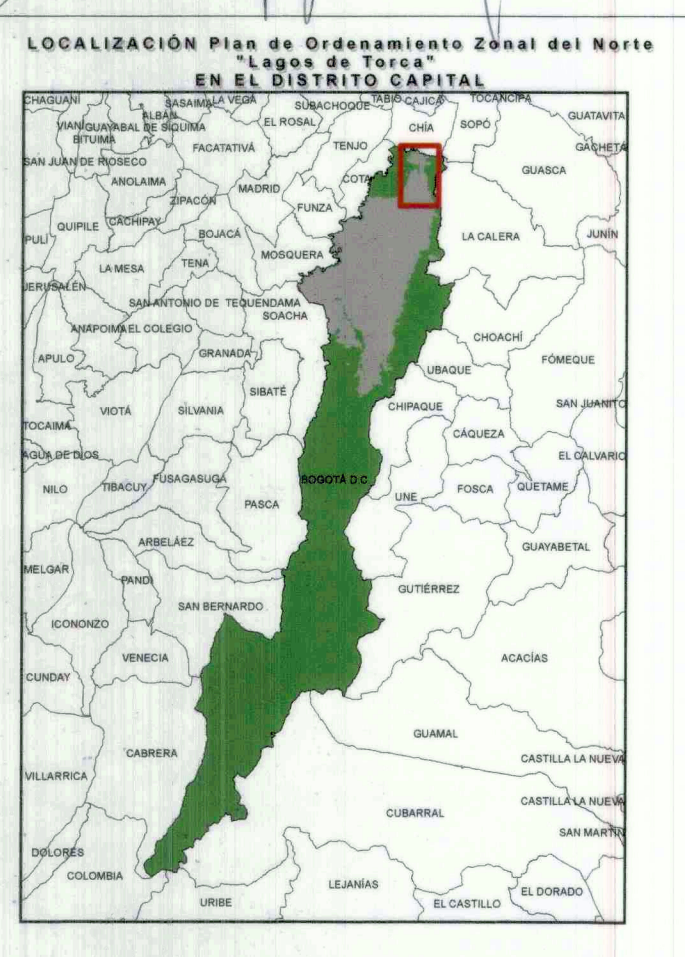 LOCALIZACIÓN Plan de Ordenamiento Zonal del Norte
"Lagos de Torca"
EN EL DISTRITO CAPITAL
CHAGUANÍ
SASAIMA
LA VEGA
SUBACHOQUE
TABIO
CAJICÁ
TOCANCIPA
GUATAVITA
ALBÁN
VIANÍ
GUAYABAL DE SÍQUIMA
EL ROSAL
CHÍA
SOPÓ
BITUIMA
FACATATIVÁ
TENJO
GACHETÁ
SAN JUAN DE RIOSECO
ANOLAIMA
MADRID
COTA
GUASCA
ZIPACÓN
FUNZA
QUIPILE
CACHIPAY
BOJACÁ
PULÍ
LA CALERA
JUNÍN
MOSQUERA
LA MESA
TENA
JERUSALÉN
SAN ANTONIO DE TEQUENDAMA
SOACHA
ANAPOIMA
EL COLEGIO
CHOACHÍ
APULO
GRANADA
FÓMEQUE
UBAQUE
SIBATÉ
VIOTÁ
SILVANIA
CHIPAQUE
SAN JUANITO
TOCAIMA
CÁQUEZA
AGUA DE DIOS
EL CALVARIO
BOGOTÁ D.C
NILO
TIBACUY
FUSAGASUGÁ
UNE
FOSCA
QUETAME
PASCA
ARBELÁEZ
GUAYABETAL
MELGAR
PANDI
GUTIÉRREZ
SAN BERNARDO
ICONONZO
VENECIA
ACACÍAS
CUNDAY
GUAMAL
CABRERA
CASTILLA LA NUEVA
VILLARRICA
CASTILLA LA NUEVA
CUBARRAL
SAN MARTÍN
DOLORES
COLOMBIA
LEJANÍAS
EL DORADO
URIBE
EL CASTILLO